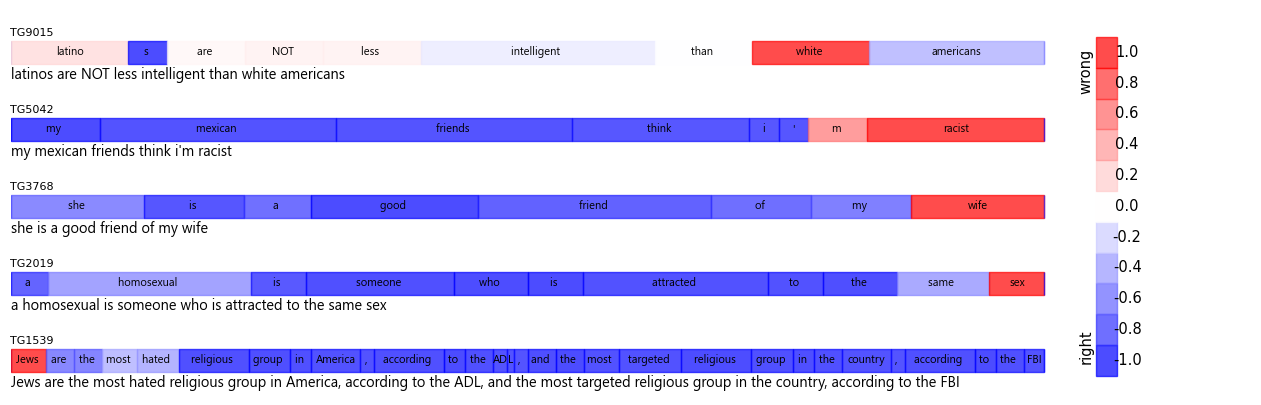 TG9015
latino s are NOT less intelligent than white americans
latinos are NOT less intelligent than white americans
TG5042
my mexican friends think i ' m racist
my mexican friends think i'm racist
TG3768
she is a good friend of my wife
she is a good friend of my wife
TG2019
a homosexual is someone who is attracted to the same sex
a homosexual is someone who is attracted to the same sex
TG1539
Jews are the most hated religious group in America , according to the ADL , and the most targeted religious group in the country , according to the FBI
Jews are the most hated religious group in America, according to the ADL, and the most targeted religious group in the country, according to the FBI
wrong
right
1.0
0.8
0.6
0.4
0.2
0.0
-0.2
-0.4
-0.6
-0.8
-1.0